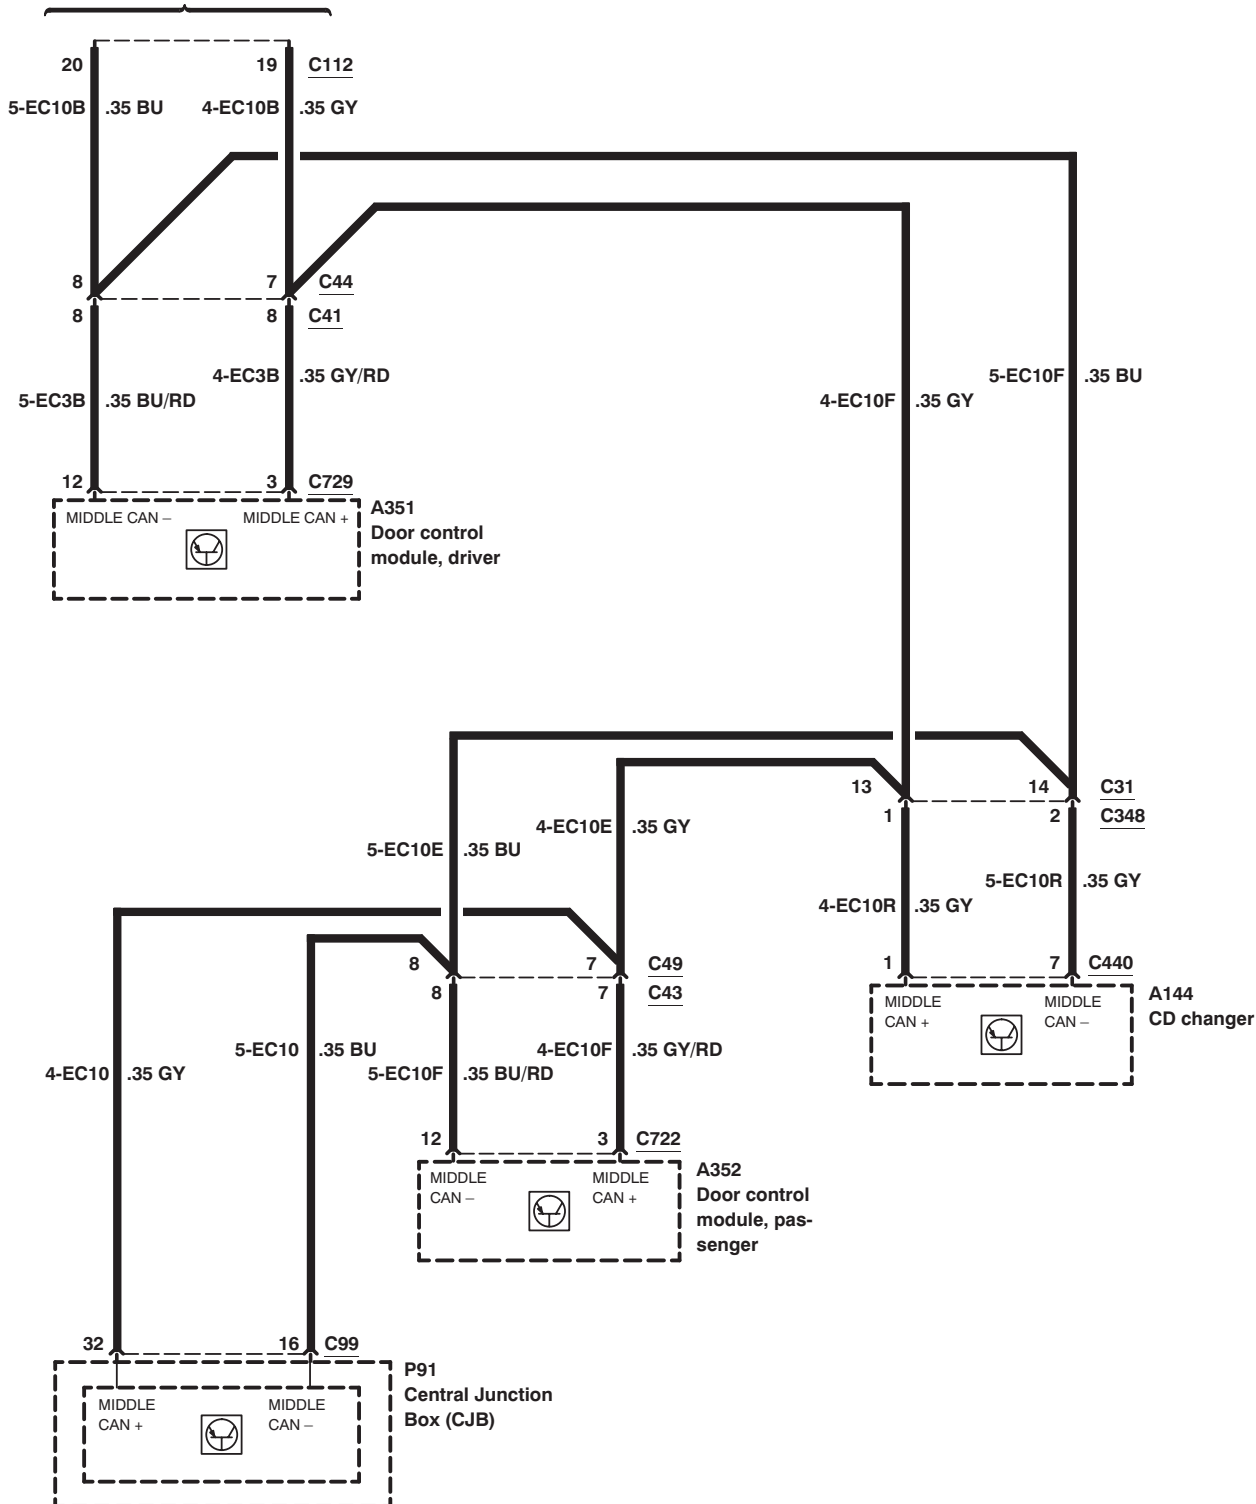 20 19 C112
5-EC10B .35 BU 4-EC10B .35 GY
8 7 C44
8 8 C41
4-EC3B .35 GY/RD 5-EC10F .35 BU
5-EC3B .35 BU/RD 4-EC10F .35 GY
12 3 C729
MIDDLE CAN – MIDDLE CAN +
A351
Door control
module, driver
13 14 C31
1 2 C348
4-EC10E .35 GY
5-EC10E .35 BU
5-EC10R .35 GY
4-EC10R .35 GY
8 7 C49
8 7 C43
1 7 C440
MIDDLE
CAN +
MIDDLE
CAN –
A144
CD changer
5-EC10 .35 BU 4-EC10F .35 GY/RD
4-EC10 .35 GY 5-EC10F .35 BU/RD
12 3 C722
MIDDLE
CAN –
MIDDLE
CAN +
A352
Door control
module, pas-
senger
32 16 C99
MIDDLE
CAN +
MIDDLE
CAN –
P91
Central Junction
Box (CJB)